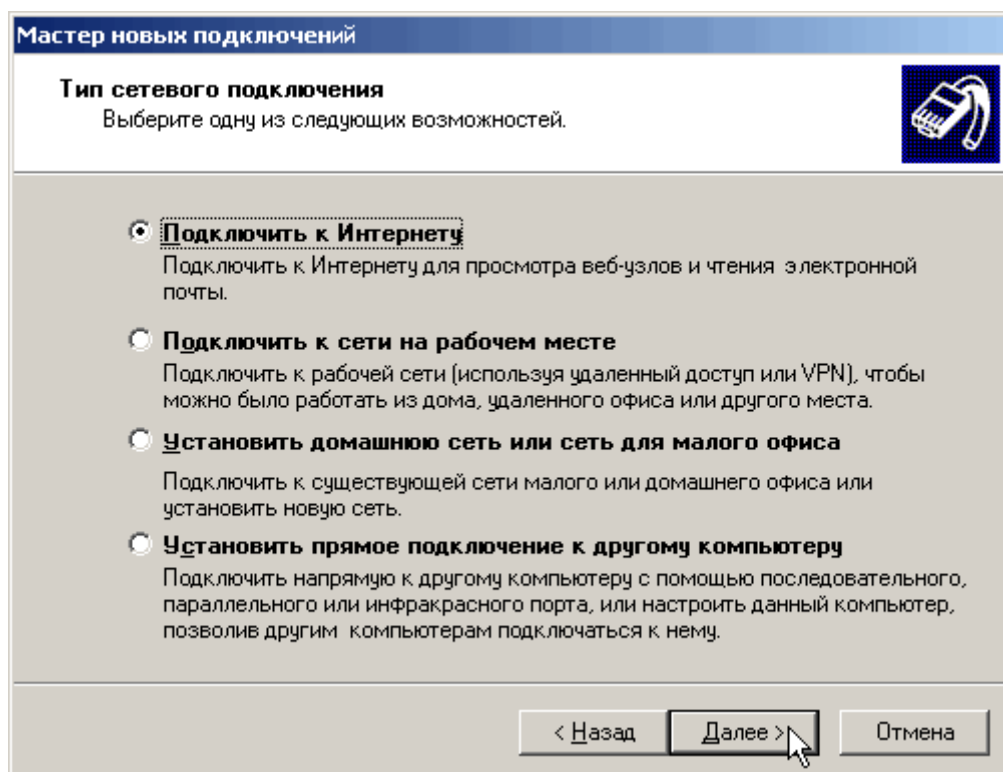 Мастер новых подключений
Тип сетевого подключения
Выберите одну из следующих возможностей.
Подключить к Интернету
Подключить к Интернету для просмотра веб-узлов и чтения электронной
почты.
Подключить к сети на рабочем месте
Подключить к рабочей сети (используя удаленный доступ или VPN), чтобы
можно было работать из дома, удаленного офиса или другого места.
Установить домашнюю сеть или сеть для малого офиса
Подключить к существующей сети малого или домашнего офиса или
установить новую сеть.
Установить прямое подключение к другому компьютеру
Подключить напрямую к другому компьютеру с помощью последовательного,
параллельного или инфракрасного порта, или настроить данный компьютер,
позволив другим компьютерам подключаться к нему.
< Назад Далее > Отмена